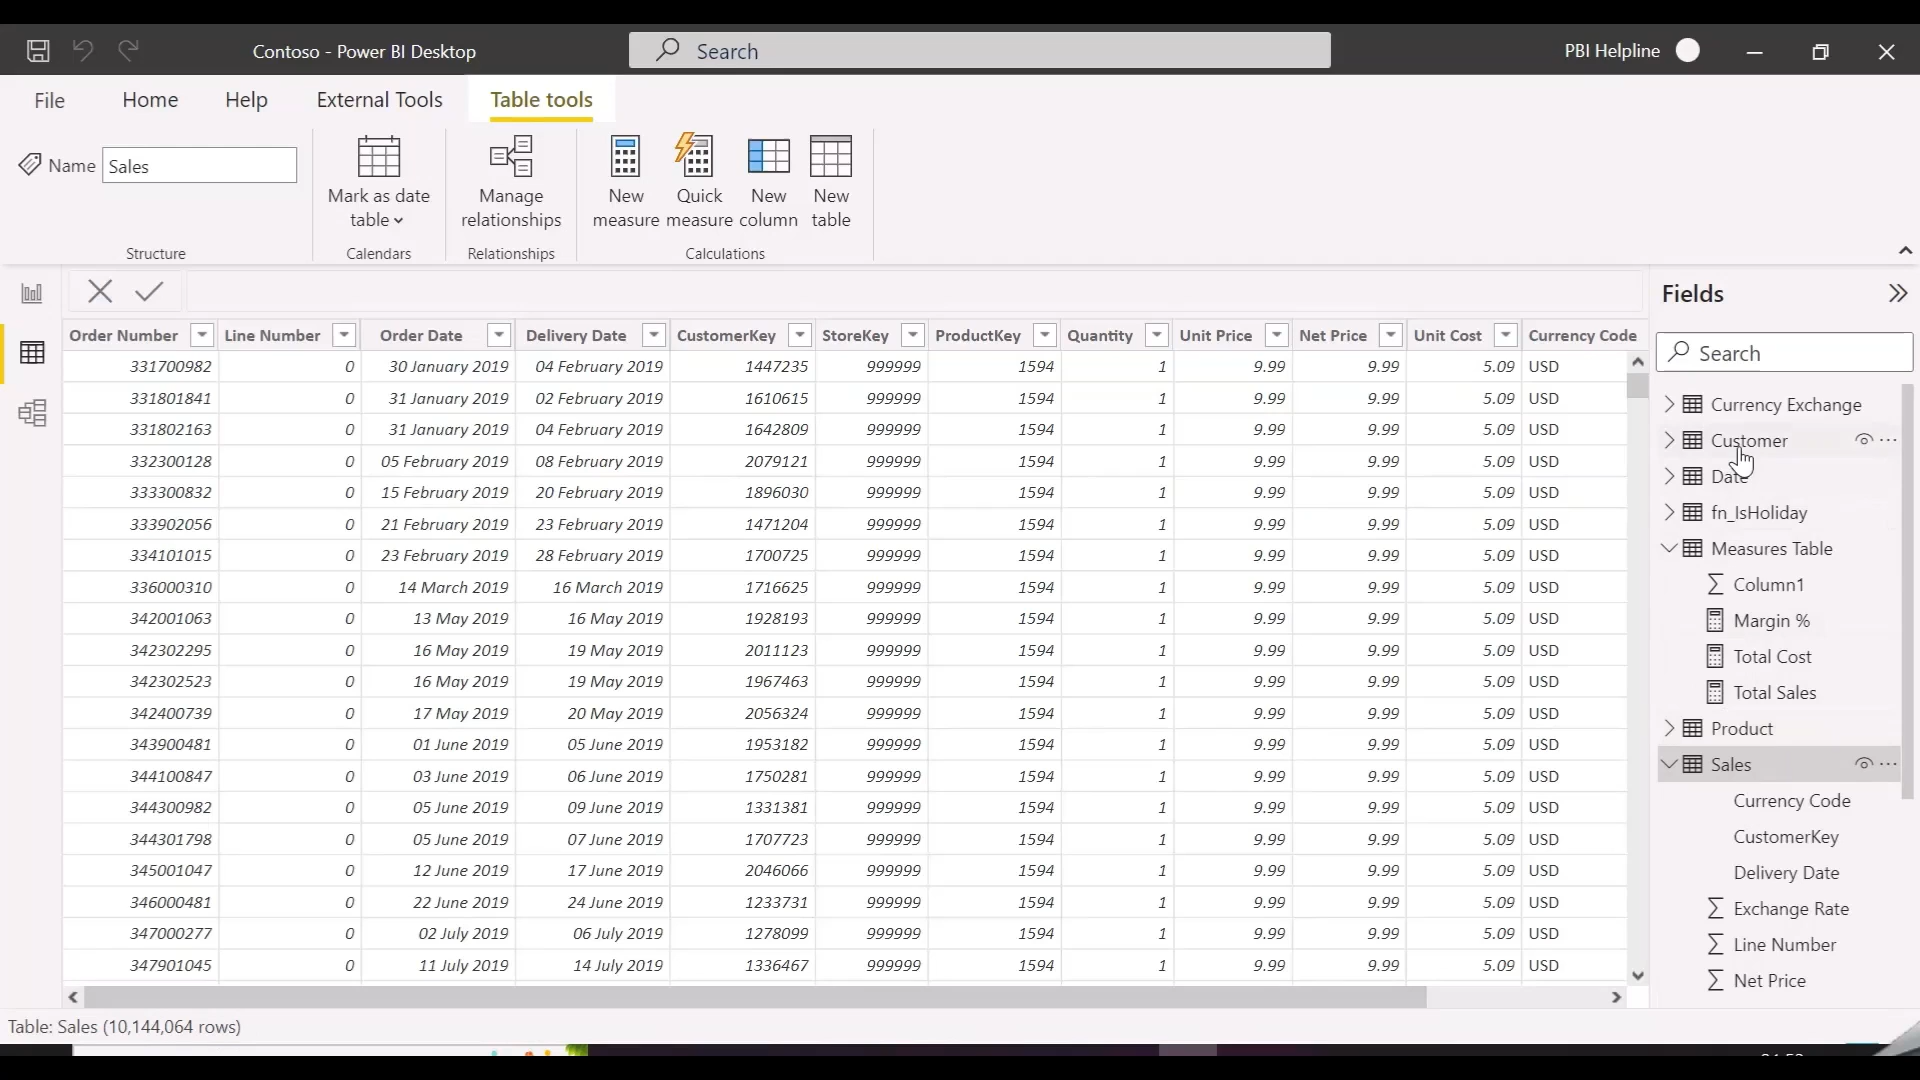 Contoso - Power BI Desktop
Search
PBI Helpline
File Home Help External Tools Table tools
Name Sales
Mark as date table
Manage relationships
New measure
Quick measure
New column
New table
Structure Calendars Relationships Calculations
Fields
Order Number Line Number Order Date Delivery Date CustomerKey StoreKey ProductKey Quantity Unit Price Net Price Unit Cost Currency Code
331700982 0 30 January 2019 04 February 2019 1447235 999999 1594 1 9.99 9.99 5.09 USD
331801841 0 31 January 2019 02 February 2019 1610615 999999 1594 1 9.99 9.99 5.09 USD
331802163 0 31 January 2019 04 February 2019 1642809 999999 1594 1 9.99 9.99 5.09 USD
332300128 0 05 February 2019 08 February 2019 2079121 999999 1594 1 9.99 9.99 5.09 USD
333300832 0 15 February 2019 20 February 2019 1896030 999999 1594 1 9.99 9.99 5.09 USD
333902056 0 21 February 2019 23 February 2019 1471204 999999 1594 1 9.99 9.99 5.09 USD
334101015 0 23 February 2019 28 February 2019 1700725 999999 1594 1 9.99 9.99 5.09 USD
336000310 0 14 March 2019 16 March 2019 1716625 999999 1594 1 9.99 9.99 5.09 USD
342001063 0 13 May 2019 16 May 2019 1928193 999999 1594 1 9.99 9.99 5.09 USD
342302295 0 16 May 2019 19 May 2019 2011123 999999 1594 1 9.99 9.99 5.09 USD
342302523 0 16 May 2019 19 May 2019 1967463 999999 1594 1 9.99 9.99 5.09 USD
342400739 0 17 May 2019 20 May 2019 2056324 999999 1594 1 9.99 9.99 5.09 USD
343900481 0 01 June 2019 05 June 2019 1953182 999999 1594 1 9.99 9.99 5.09 USD
344100847 0 03 June 2019 06 June 2019 1750281 999999 1594 1 9.99 9.99 5.09 USD
344300982 0 05 June 2019 09 June 2019 1331381 999999 1594 1 9.99 9.99 5.09 USD
344301798 0 05 June 2019 07 June 2019 1707723 999999 1594 1 9.99 9.99 5.09 USD
345001047 0 12 June 2019 17 June 2019 2046066 999999 1594 1 9.99 9.99 5.09 USD
346000481 0 22 June 2019 24 June 2019 1233731 999999 1594 1 9.99 9.99 5.09 USD
347000277 0 02 July 2019 06 July 2019 1278099 999999 1594 1 9.99 9.99 5.09 USD
347901045 0 11 July 2019 14 July 2019 1336467 999999 1594 1 9.99 9.99 5.09 USD
Search
Currency Exchange
Customer
Date
fn_IsHoliday
Measures Table
Column1
Margin %
Total Cost
Total Sales
Product
Sales
Currency Code
CustomerKey
Delivery Date
Exchange Rate
Line Number
Net Price
Table: Sales (10,144,064 rows)